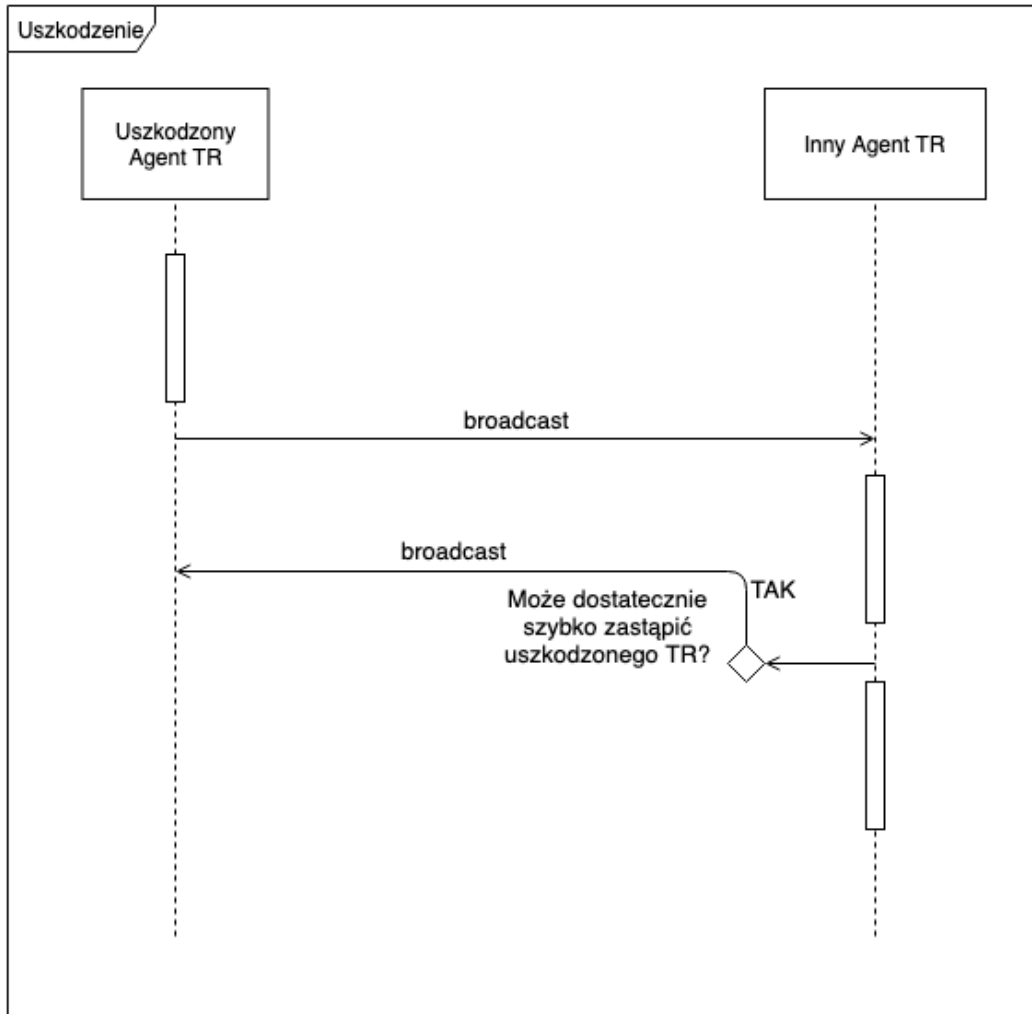 Uszkodzenie
Uszkodzony
Agent TR
Inny Agent TR
broadcast
broadcast
TAK
Może dostatecznie
szybko zastąpić
uszkodzonego TR?